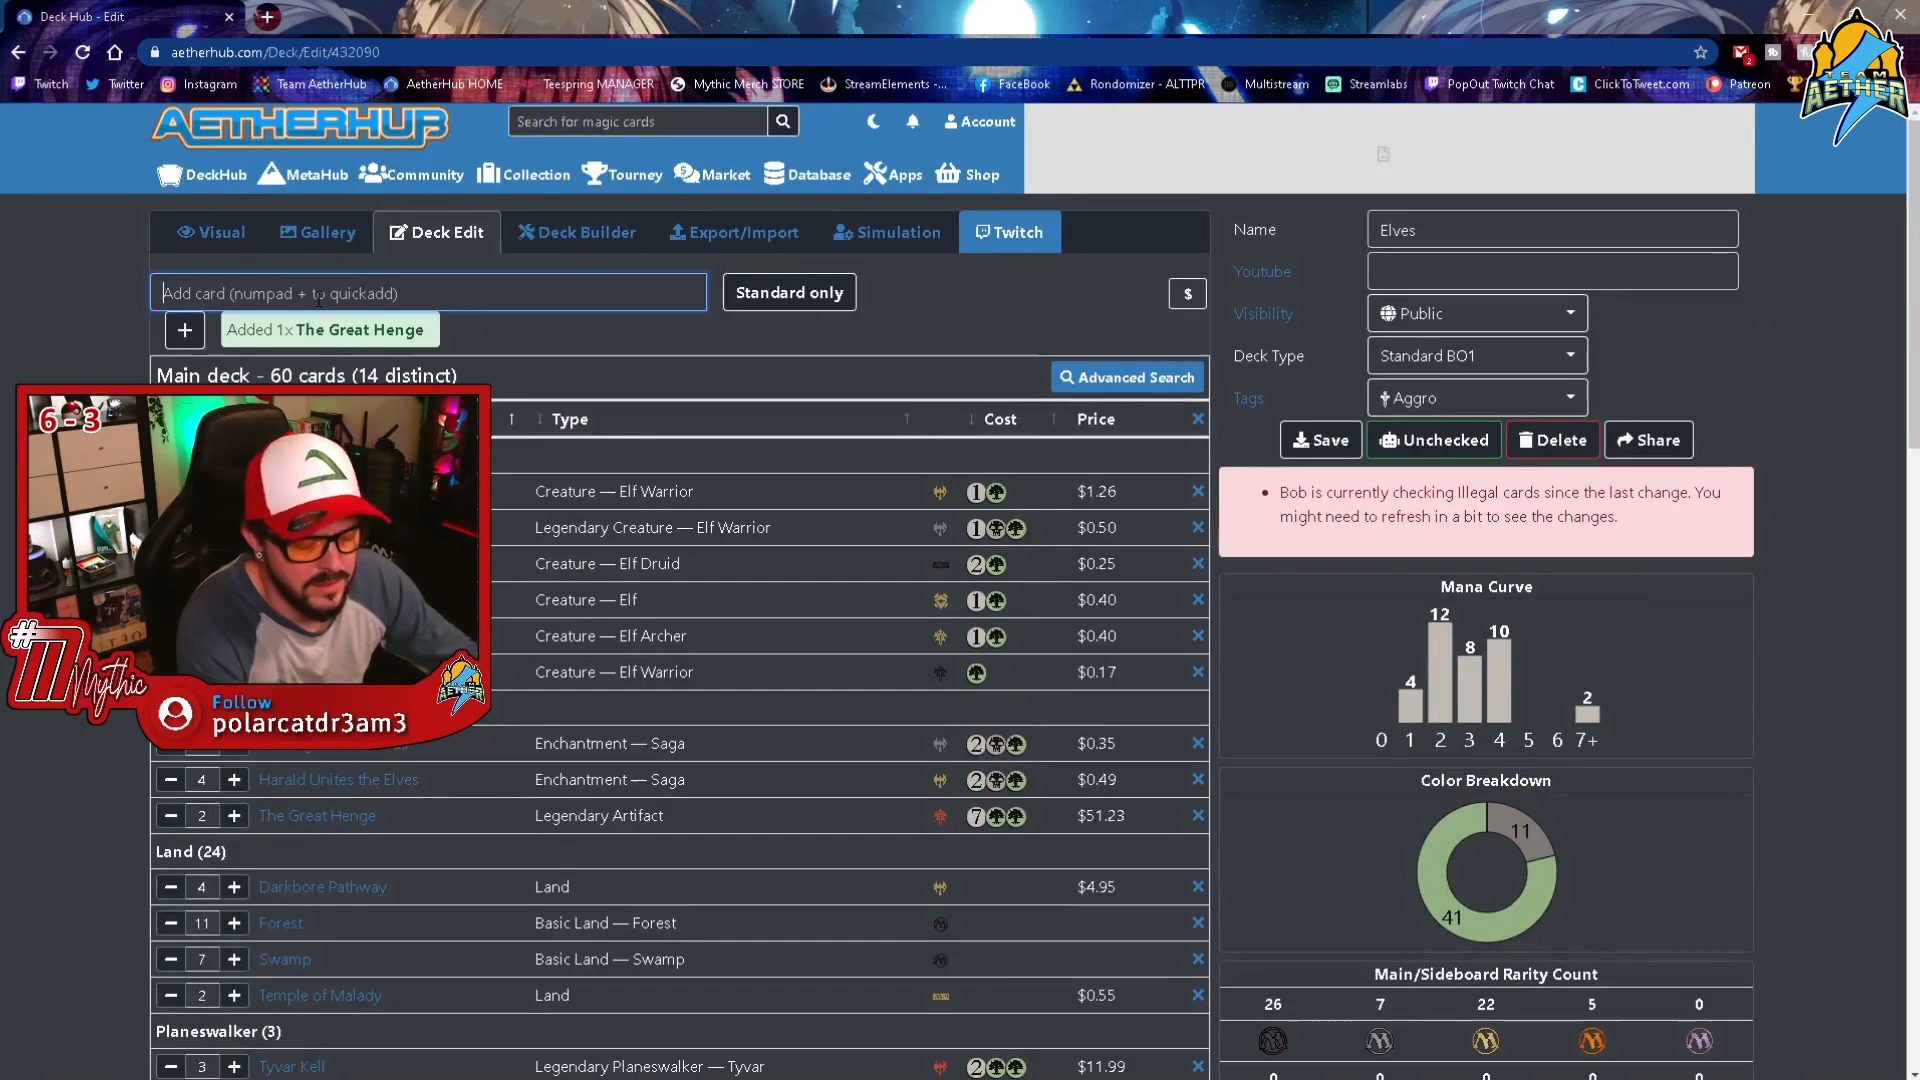 Deck Hub - Edit
aetherhub.com/Deck/Edit/432090
Twitch Twitter Instagram Team AetherHub AetherHub HOME Teespring MANAGER Mythic Merch STORE StreamElements -... FaceBook Randomizer - ALTTPR Multistream Streamlabs PopOut Twitch Chat ClickToTweet.com Patreon
TEAM
AETHER
AETHERHUB
Search for magic cards
Account
DeckHub MetaHub Community Collection Tourney Market Database Apps Shop
Visual Gallery Deck Edit Deck Builder Export/Import Simulation Twitch
Add card (numpad + to quickadd)
Standard only
$
+ Added 1x The Great Henge
Main deck - 60 cards (14 distinct)
Advanced Search
Type Cost Price
Creature — Elf Warrior 1 $1.26
Legendary Creature — Elf Warrior 1 $0.50
Creature — Elf Druid 2 $0.25
Creature — Elf 1 $0.40
Creature — Elf Archer 1 $0.40
Creature — Elf Warrior $0.17
Enchantment — Saga 2 $0.35
4 Harald Unites the Elves Enchantment — Saga 2 $0.49
2 The Great Henge Legendary Artifact 7 $51.23
Land (24)
4 Darkbore Pathway Land $4.95
11 Forest Basic Land — Forest
7 Swamp Basic Land — Swamp
2 Temple of Malady Land $0.55
Planeswalker (3)
3 Tyvar Kell Legendary Planeswalker — Tyvar 2 $11.99
6 - 3
#
Mythic
Follow
polarcatdr3am3
Name Elves
Youtube
Visibility Public
Deck Type Standard BO1
Tags Aggro
Save Unchecked Delete Share
Bob is currently checking Illegal cards since the last change. You
might need to refresh in a bit to see the changes.
Mana Curve
4 12 8 10 2
0 1 2 3 4 5 6 7+
Color Breakdown
11
41
Main/Sideboard Rarity Count
26 7 22 5 0